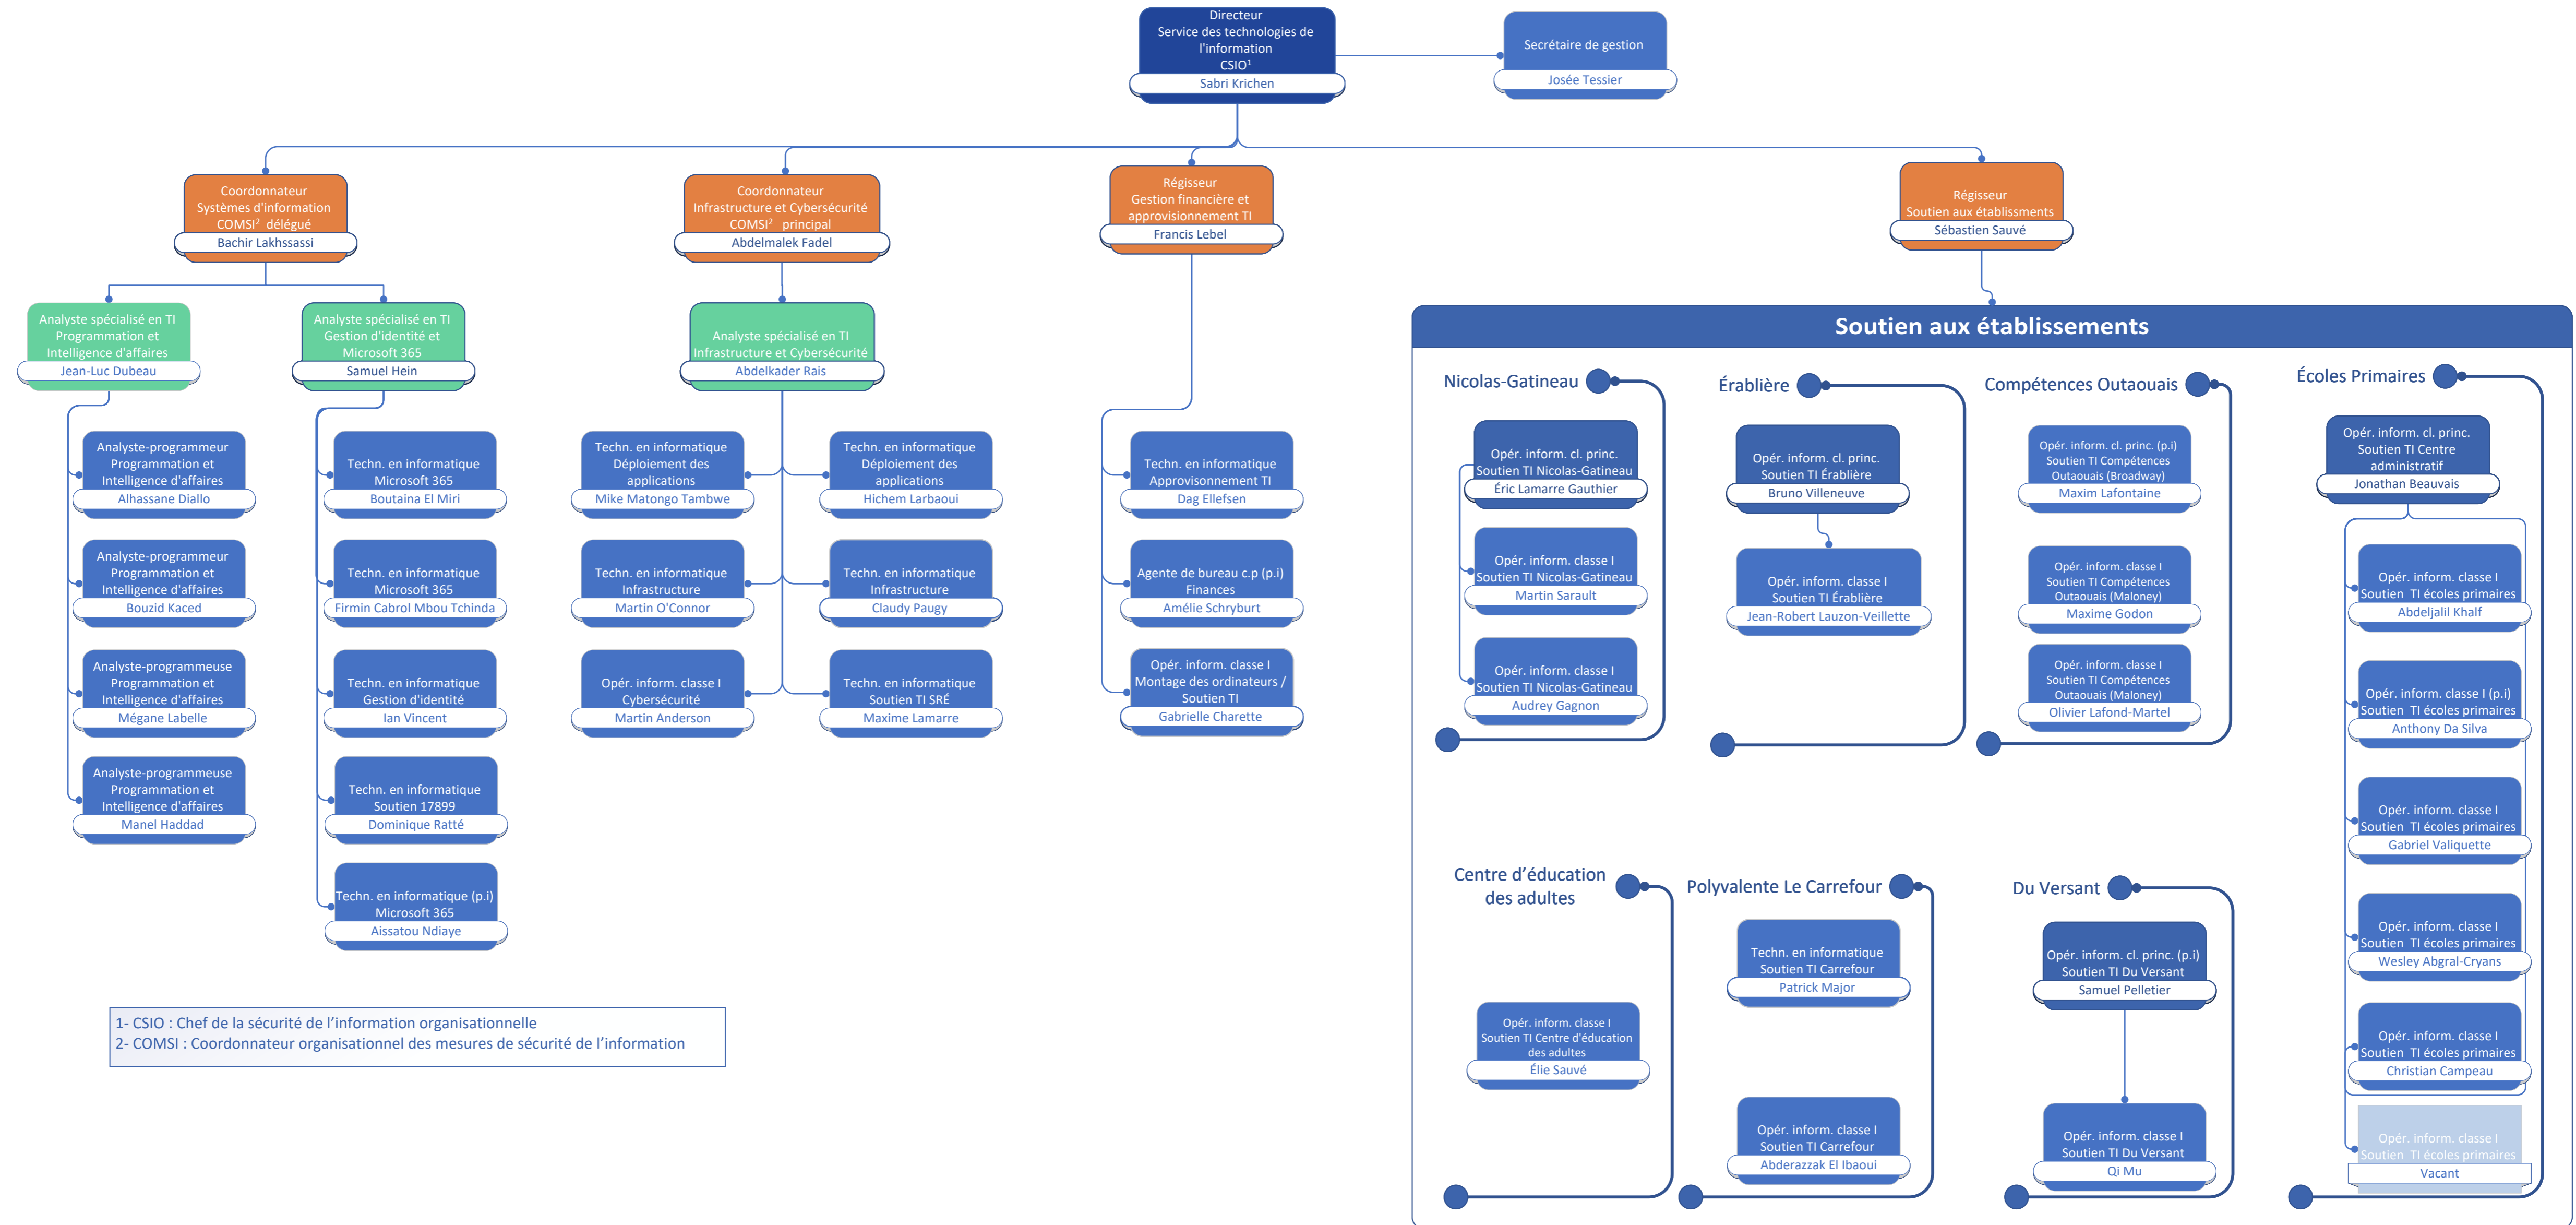 Directeur
Service des technologies de
l'information
CSIO¹
Sabri Krichen
Secrétaire de gestion
Josée Tessier
Coordonnateur
Systèmes d'information
COMSI² délégué
Bachir Lakhssassi
Coordonnateur
Infrastructure et Cybersécurité
COMSI² principal
Abdelmalek Fadel
Régisseur
Gestion financière et
approvisionnement TI
Francis Lebel
Régisseur
Soutien aux établissments
Sébastien Sauvé
Analyste spécialisé en TI
Programmation et
Intelligence d'affaires
Jean-Luc Dubeau
Analyste spécialisé en TI
Gestion d'identité et
Microsoft 365
Samuel Hein
Analyste spécialisé en TI
Infrastructure et Cybersécurité
Abdelkader Rais
Analyste-programmeur
Programmation et
Intelligence d'affaires
Alhassane Diallo
Analyste-programmeur
Programmation et
Intelligence d'affaires
Bouzid Kaced
Analyste-programmeuse
Programmation et
Intelligence d'affaires
Mégane Labelle
Analyste-programmeuse
Programmation et
Intelligence d'affaires
Manel Haddad
Techn. en informatique
Microsoft 365
Boutaina El Miri
Techn. en informatique
Microsoft 365
Firmin Cabrol Mbou Tchinda
Techn. en informatique
Gestion d'identité
Ian Vincent
Techn. en informatique
Soutien 17899
Dominique Ratté
Techn. en informatique (p.i)
Microsoft 365
Aissatou Ndiaye
Techn. en informatique
Déploiement des
applications
Mike Matongo Tambwe
Techn. en informatique
Infrastructure
Martin O'Connor
Opér. inform. classe I
Cybersécurité
Martin Anderson
Techn. en informatique
Déploiement des
applications
Hichem Larbaoui
Techn. en informatique
Infrastructure
Claudy Paugy
Techn. en informatique
Soutien TI SRÉ
Maxime Lamarre
Techn. en informatique
Approvisonnement TI
Dag Ellefsen
Agente de bureau c.p (p.i)
Finances
Amélie Schryburt
Opér. inform. classe I
Montage des ordinateurs /
Soutien TI
Gabrielle Charette
Soutien aux établissements
Nicolas-Gatineau
Opér. inform. cl. princ.
Soutien TI Nicolas-Gatineau
Éric Lamarre Gauthier
Opér. inform. classe I
Soutien TI Nicolas-Gatineau
Martin Sarault
Opér. inform. classe I
Soutien TI Nicolas-Gatineau
Audrey Gagnon
Érablière
Opér. inform. cl. princ.
Soutien TI Érablière
Bruno Villeneuve
Opér. inform. classe I
Soutien TI Érablière
Jean-Robert Lauzon-Veillette
Compétences Outaouais
Opér. inform. cl. princ. (p.i)
Soutien TI Compétences
Outaouais (Broadway)
Maxim Lafontaine
Opér. inform. classe I
Soutien TI Compétences
Outaouais (Maloney)
Maxime Godon
Opér. inform. classe I
Soutien TI Compétences
Outaouais (Maloney)
Olivier Lafond-Martel
Écoles Primaires
Opér. inform. cl. princ.
Soutien TI Centre
administratif
Jonathan Beauvais
Opér. inform. classe I
Soutien TI écoles primaires
Abdeljalil Khalf
Opér. inform. classe I (p.i)
Soutien TI écoles primaires
Anthony Da Silva
Opér. inform. classe I
Soutien TI écoles primaires
Gabriel Valiquette
Opér. inform. classe I
Soutien TI écoles primaires
Wesley Abgral-Cryans
Opér. inform. classe I
Soutien TI écoles primaires
Christian Campeau
Opér. inform. classe I
Soutien TI écoles primaires
Vacant
Centre d’éducation
des adultes
Opér. inform. classe I
Soutien TI Centre d'éducation
des adultes
Élie Sauvé
Polyvalente Le Carrefour
Techn. en informatique
Soutien TI Carrefour
Patrick Major
Opér. inform. classe I
Soutien TI Carrefour
Abderazzak El Ibaoui
Du Versant
Opér. inform. cl. princ. (p.i)
Soutien TI Du Versant
Samuel Pelletier
Opér. inform. classe I
Soutien TI Du Versant
Qi Mu
1- CSIO : Chef de la sécurité de l’information organisationnelle
2- COMSI : Coordonnateur organisationnel des mesures de sécurité de l’information